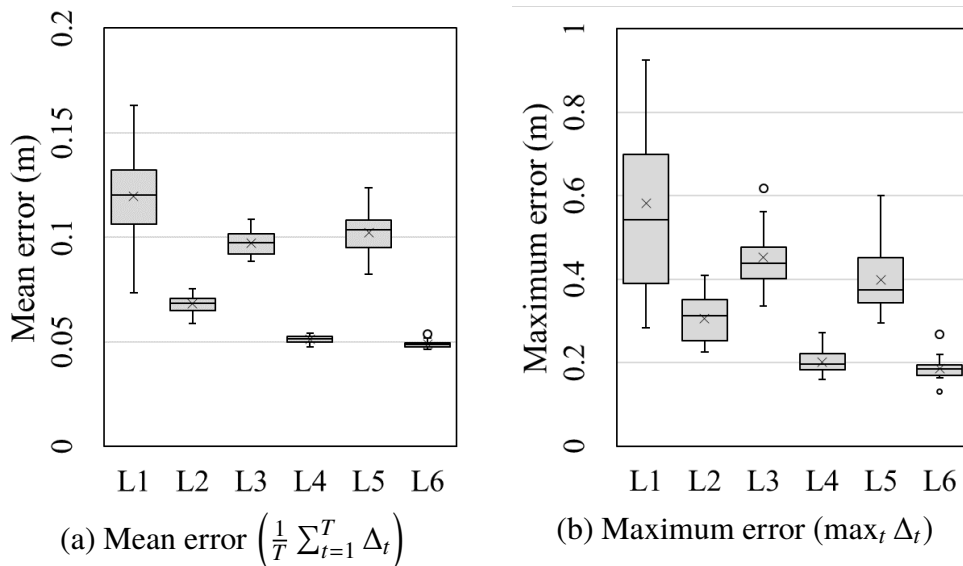 Mean error (m)
0.2
0.15
0.1
0.05
0
L1 L2 L3 L4 L5 L6
(a) Mean error (1/T ∑_{t=1}^{T} Δ_t)
Maximum error (m)
1
0.8
0.6
0.4
0.2
0
L1 L2 L3 L4 L5 L6
(b) Maximum error (max_t Δ_t)